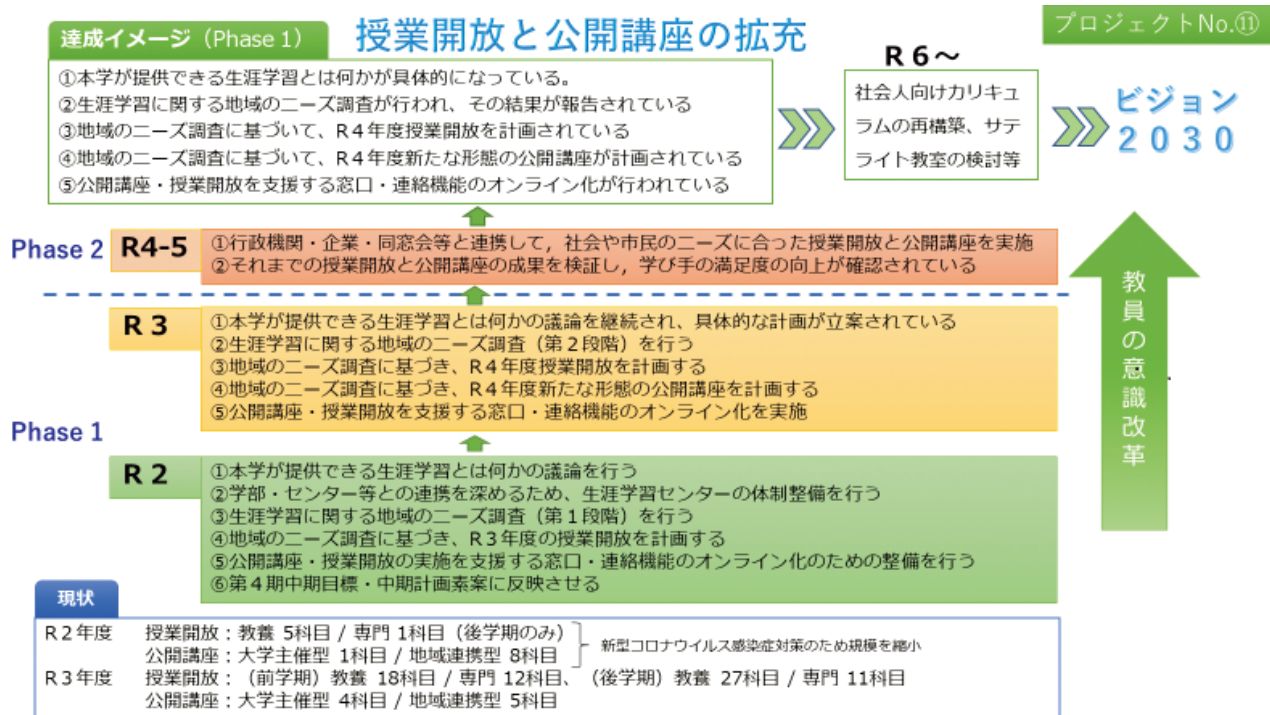 プロジェクトNo.⑪
授業開放と公開講座の拡充
達成イメージ（Phase 1）
①本学が提供できる生涯学習とは何かが具体的になっている。
②生涯学習に関する地域のニーズ調査が行われ、その結果が報告されている
③地域のニーズ調査に基づいて、R４年度授業開放を計画されている
④地域のニーズ調査に基づいて、R４年度新たな形態の公開講座が計画されている
⑤公開講座・授業開放を支援する窓口・連絡機能のオンライン化が行われている
R６～
社会人向けカリキュ
ラムの再構築、サテ
ライト教室の検討等
ビジョン
２０３０
Phase 2
R4-5
①行政機関・企業・同窓会等と連携して，社会や市民のニーズに合った授業開放と公開講座を実施
②それまでの授業開放と公開講座の成果を検証し，学び手の満足度の向上が確認されている
教員の意識改革
Phase 1
R３
①本学が提供できる生涯学習とは何かの議論を継続され、具体的な計画が立案されている
②生涯学習に関する地域のニーズ調査（第２段階）を行う
③地域のニーズ調査に基づき、R４年度授業開放を計画する
④地域のニーズ調査に基づき、R４年度新たな形態の公開講座を計画する
⑤公開講座・授業開放を支援する窓口・連絡機能のオンライン化を実施
R２
①本学が提供できる生涯学習とは何かの議論を行う
②学部・センター等との連携を深めるため、生涯学習センターの体制整備を行う
③生涯学習に関する地域のニーズ調査（第１段階）を行う
④地域のニーズ調査に基づき、R３年度の授業開放を計画する
⑤公開講座・授業開放の実施を支援する窓口・連絡機能のオンライン化のための整備を行う
⑥第４期中期目標・中期計画素案に反映させる
現状
R２年度 授業開放：教養 5科目 / 専門 1科目（後学期のみ）
公開講座：大学主催型 1科目 / 地域連携型 8科目
新型コロナウイルス感染症対策のため規模を縮小
R３年度 授業開放：（前学期）教養 18科目 / 専門 12科目、（後学期）教養 27科目 / 専門 11科目
公開講座：大学主催型 4科目 / 地域連携型 5科目